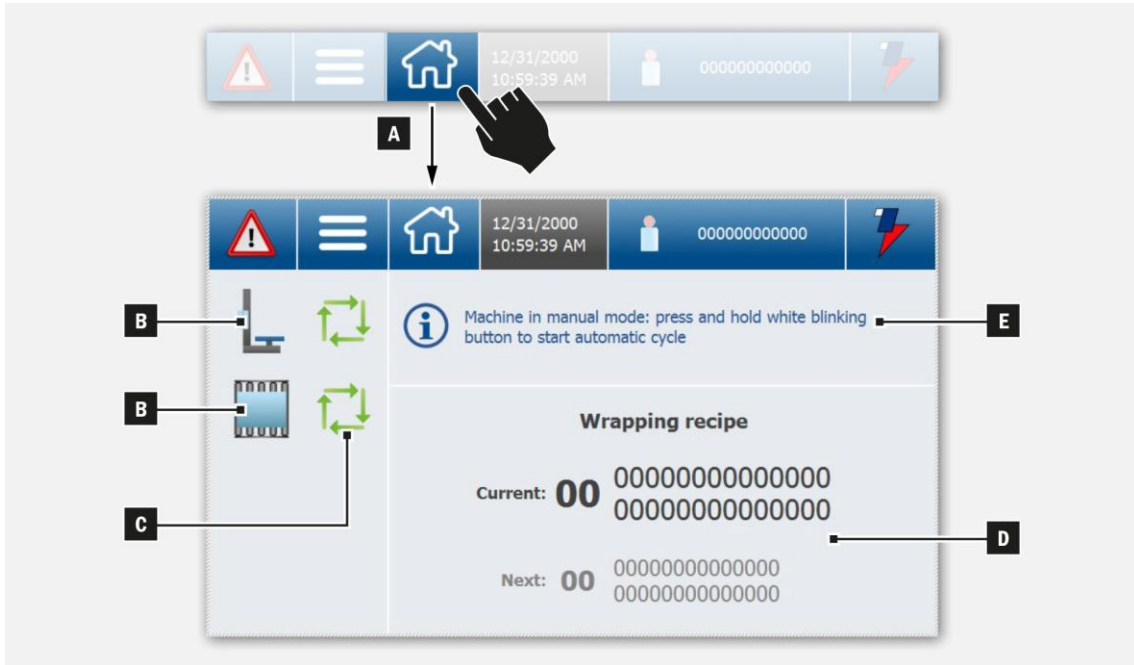 12/31/2000
10:59:39 AM
000000000000
A
12/31/2000
10:59:39 AM
000000000000
B
Machine in manual mode: press and hold white blinking
button to start automatic cycle
E
B
Wrapping recipe
Current: 00 00000000000000
00000000000000
C
D
Next: 00 00000000000000
00000000000000